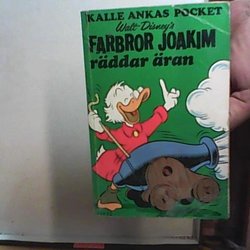 KALLE ANKAS POCKET
Walt Disney's
FARBROR JOAKIM
räddar äran